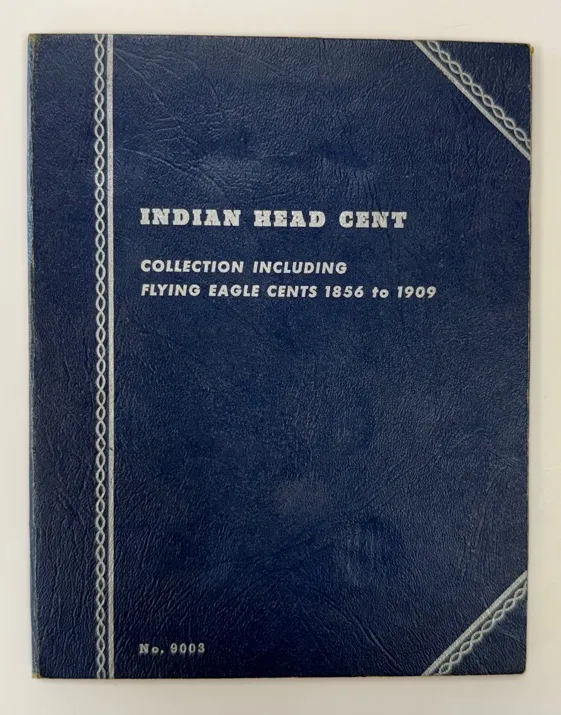 INDIAN HEAD CENT
COLLECTION INCLUDING
FLYING EAGLE CENTS 1856 to 1909
No. 9003